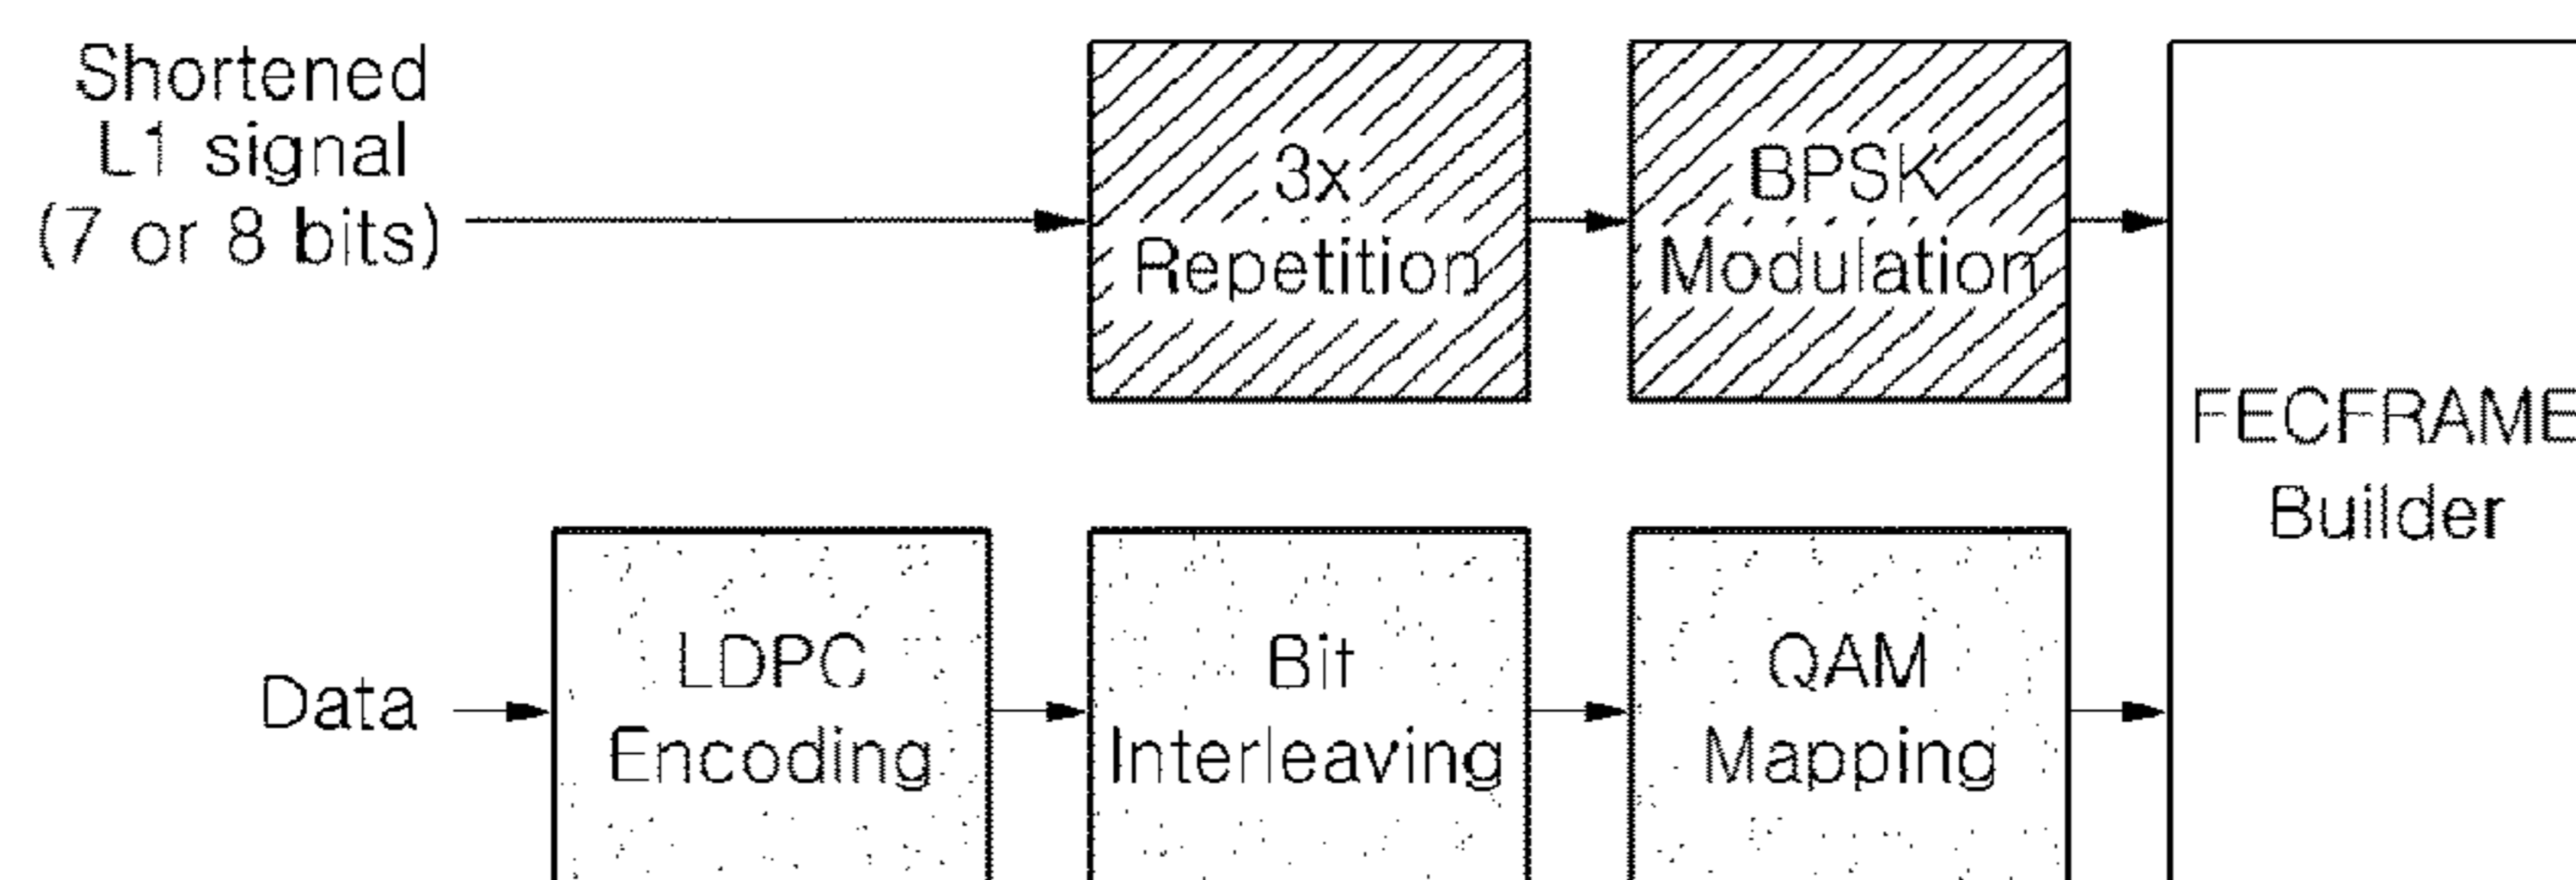 Shortened
L1 signal
(7 or 8 bits)
3x
Repetition
BPSK
Modulation
FECFRAME
Builder
Data
LDPC
Encoding
Bit
Interleaving
QAM
Mapping